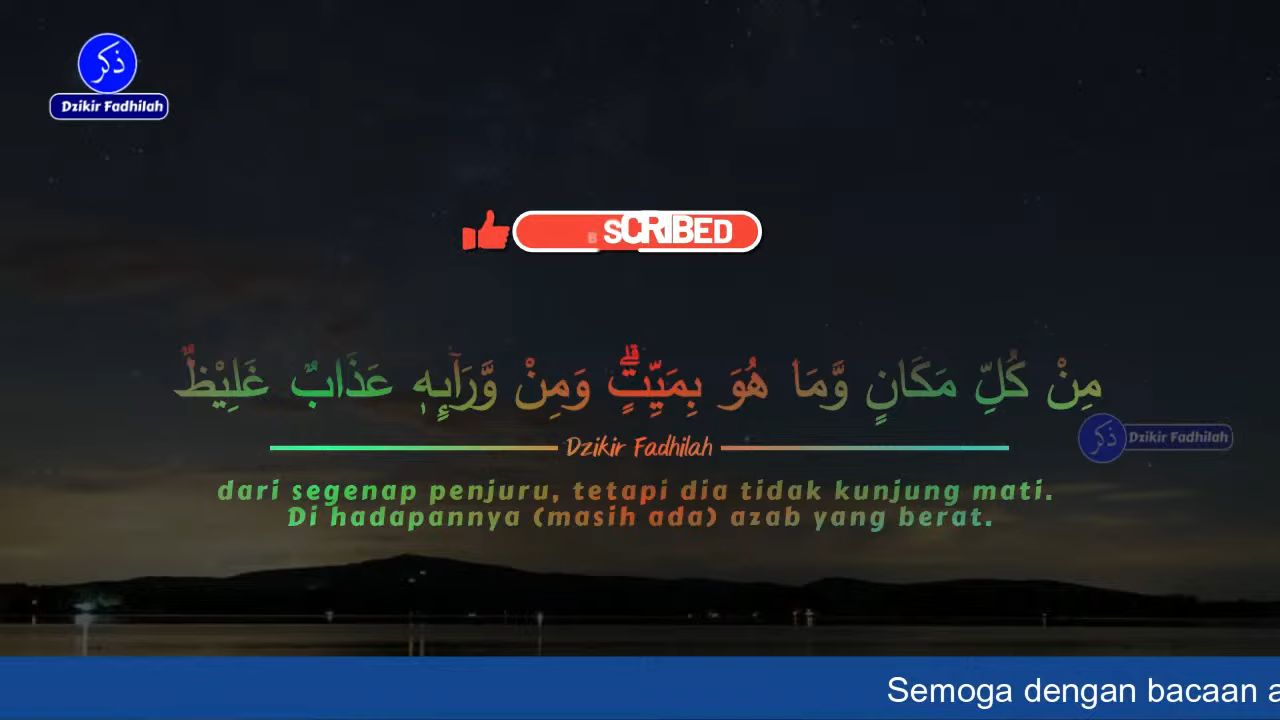 ذكر
Dzikir Fadhilah
SCRIBED
مِنْ كُلِّ مَكَانٍ وَّمَا هُوَ بِمَيِّتٍۗ وَمِنْ وَّرَاۤىِٕهٖ عَذَابٌ غَلِيْظٌ
ذكر
Dzikir Fadhilah
Dzikir Fadhilah
dari segenap penjuru, tetapi dia tidak kunjung mati.
Di hadapannya (masih ada) azab yang berat.
Semoga dengan bacaan